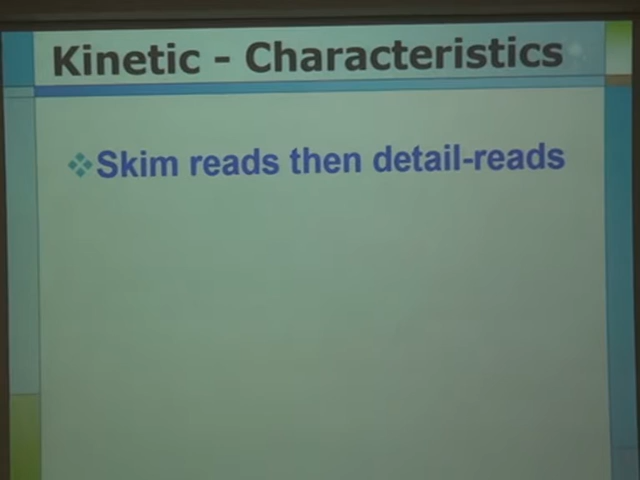 Kinetic - Characteristics
Skim reads then detail-reads